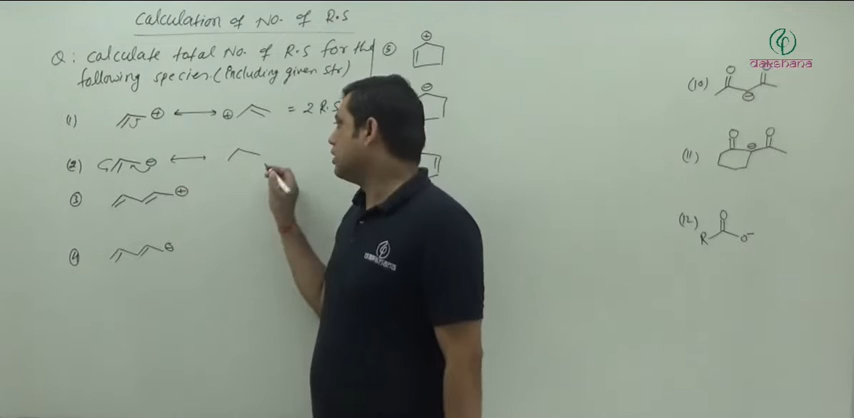 Calculation of No. of R.S
Q: Calculate total No. of R.S for the
following species. (including given str)
(1) ⊕ ⟷ ⊕ = 2 R.S
(2) ⊖ ⟷
(3) ⊕
(4) ⊖
(5) ⊕
⊖
(10) O O ⊖
(11) O ⊖ O
(12) R O O⁻
dakshana